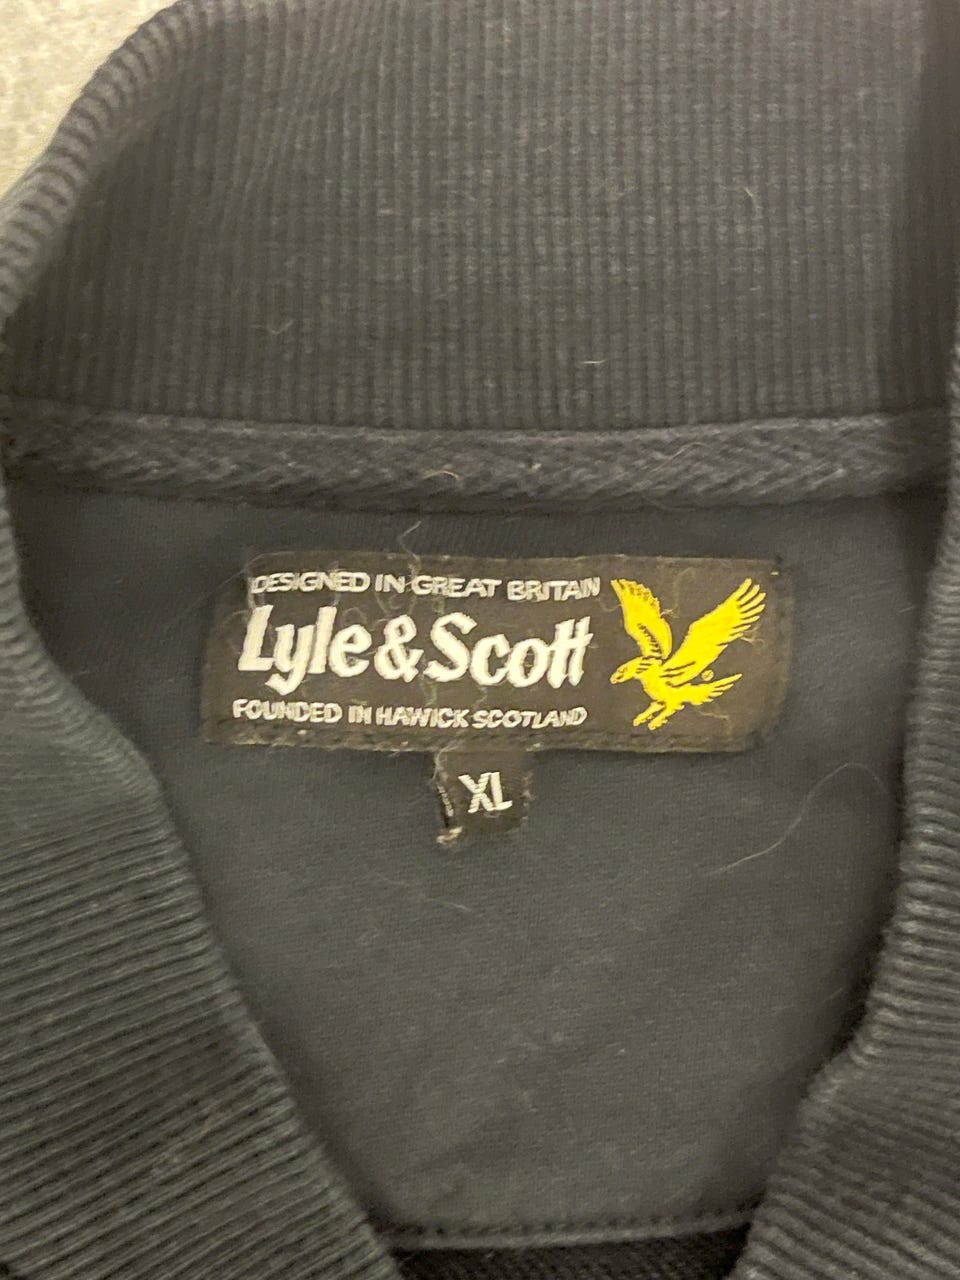 DESIGNED IN GREAT BRITAIN
Lyle & Scott
FOUNDED IN HAWICK SCOTLAND
XL